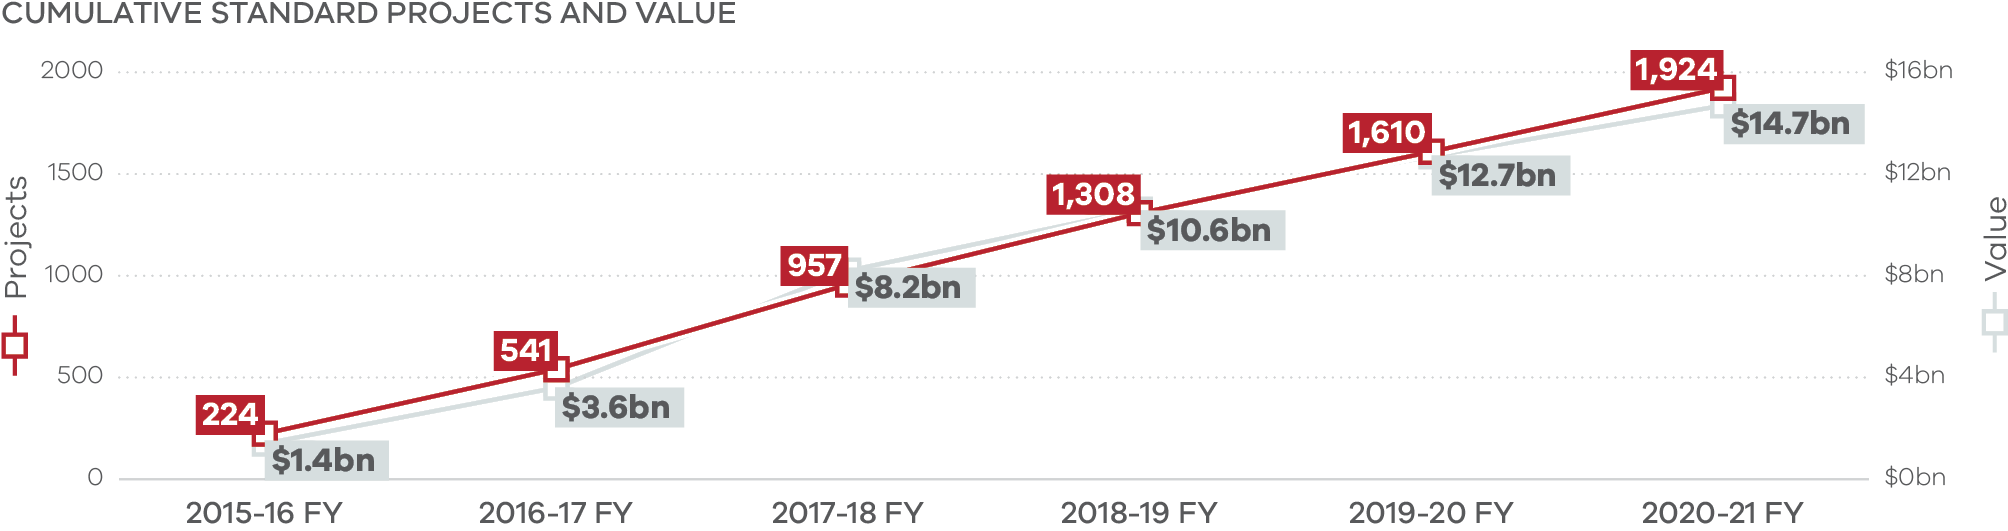 CUMULATIVE STANDARD PROJECTS AND VALUE
2000
1500
1000
500
0
Projects
$16bn
$12bn
$8bn
$4bn
$0bn
Value
224
541
957
1,308
1,610
1,924
$1.4bn
$3.6bn
$8.2bn
$10.6bn
$12.7bn
$14.7bn
2015-16 FY
2016-17 FY
2017-18 FY
2018-19 FY
2019-20 FY
2020-21 FY